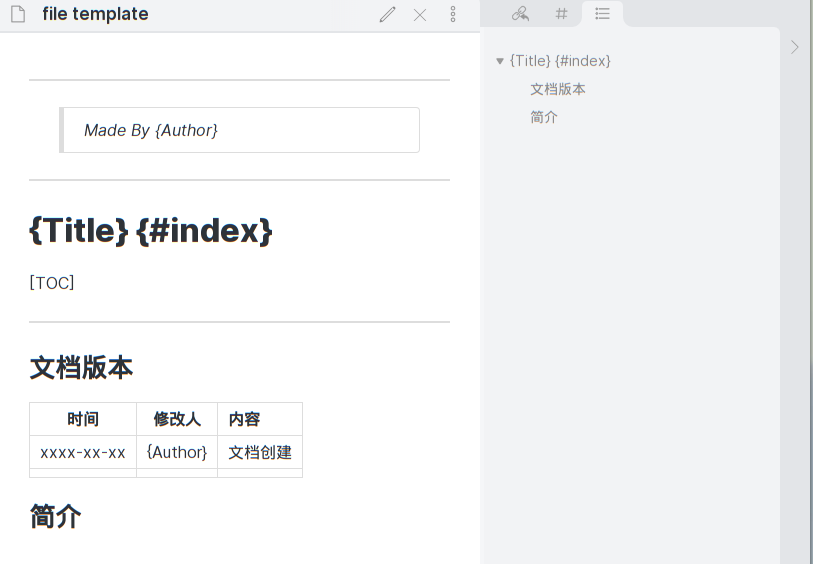 file template
Made By {Author}
{Title} {#index}
[TOC]
文档版本
时间 修改人 内容
xxxx-xx-xx {Author} 文档创建
简介
{Title} {#index}
文档版本
简介